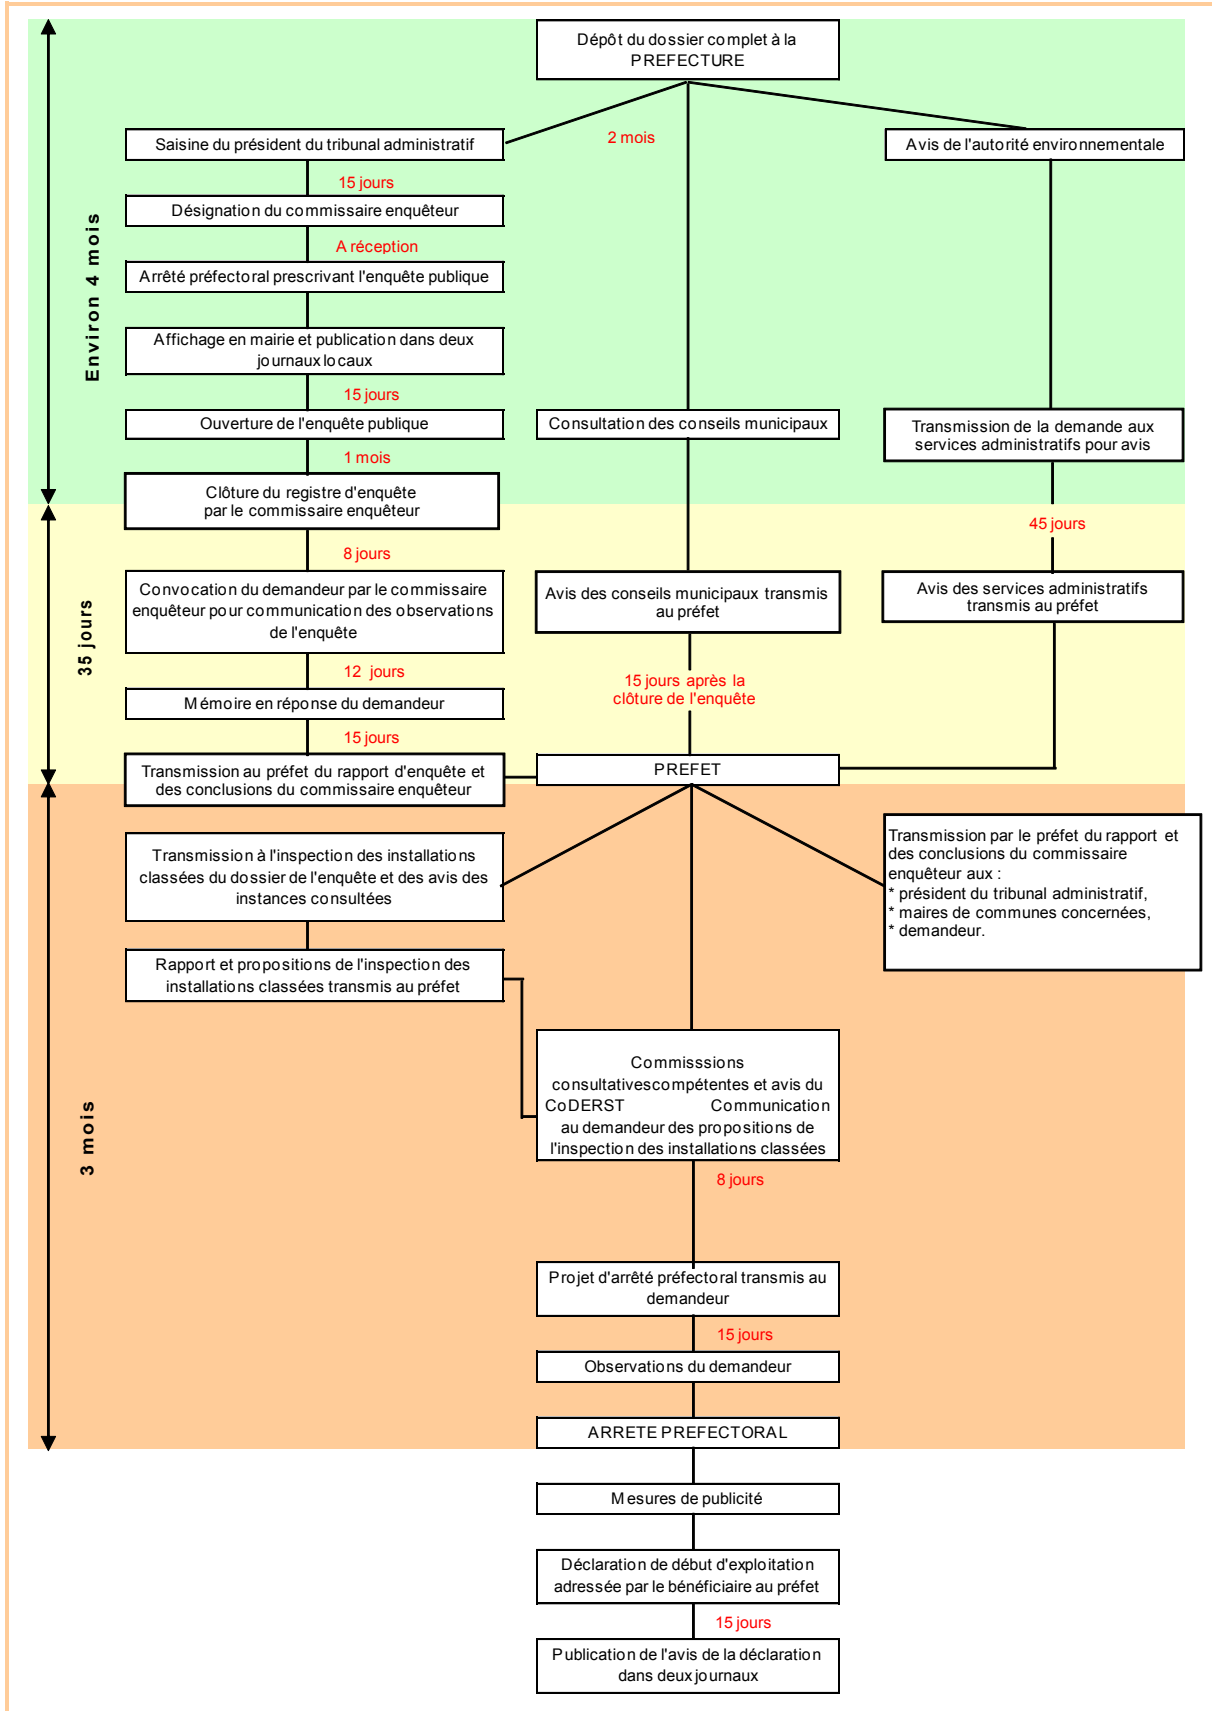 Dépôt du dossier complet à la
PREFECTURE
2 mois
Saisine du président du tribunal administratif
Avis de l'autorité environnementale
15 jours
Désignation du commissaire enquêteur
A réception
Arrêté préfectoral prescrivant l'enquête publique
Affichage en mairie et publication dans deux
journaux locaux
15 jours
Ouverture de l'enquête publique
Consultation des conseils municipaux
Transmission de la demande aux
services administratifs pour avis
1 mois
Clôture du registre d'enquête
par le commissaire enquêteur
Environ 4 mois
45 jours
8 jours
Convocation du demandeur par le commissaire
enquêteur pour communication des observations
de l'enquête
Avis des conseils municipaux transmis
au préfet
Avis des services administratifs
transmis au préfet
12 jours
Mémoire en réponse du demandeur
15 jours après la
clôture de l'enquête
15 jours
Transmission au préfet du rapport d'enquête et
des conclusions du commissaire enquêteur
PREFET
35 jours
Transmission à l'inspection des installations
classées du dossier de l'enquête et des avis des
instances consultées
Transmission par le préfet du rapport et
des conclusions du commissaire
enquêteur aux :
* président du tribunal administratif,
* maires de communes concernées,
* demandeur.
Rapport et propositions de l'inspection des
installations classées transmis au préfet
Commisssions
consultativescompétentes et avis du
CoDERST Communication
au demandeur des propositions de
l'inspection des installations classées
3 mois
8 jours
Projet d'arrêté préfectoral transmis au
demandeur
15 jours
Observations du demandeur
ARRETE PREFECTORAL
Mesures de publicité
Déclaration de début d'exploitation
adressée par le bénéficiaire au préfet
15 jours
Publication de l'avis de la déclaration
dans deux journaux